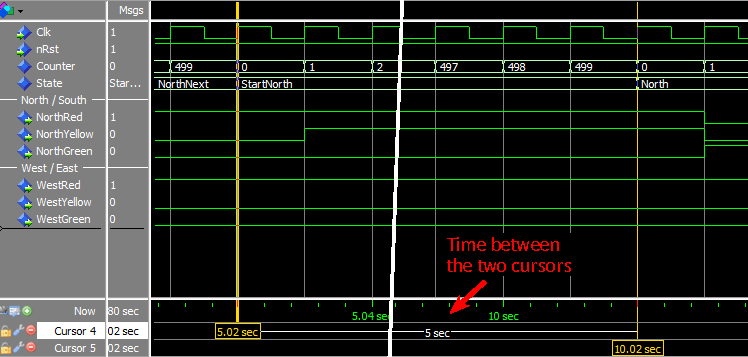 Msgs
Clk 1
nRst 1
Counter 0 499 0 1 2 497 498 499 0 1
State Star... NorthNext StartNorth North
North / South
NorthRed 1
NorthYellow 0
NorthGreen 0
West / East
WestRed 1
WestYellow 0
WestGreen 0
Time between
the two cursors
Now 80 sec 5.04 sec 10 sec
Cursor 4 02 sec 5.02 sec 5 sec
Cursor 5 02 sec 10.02 sec